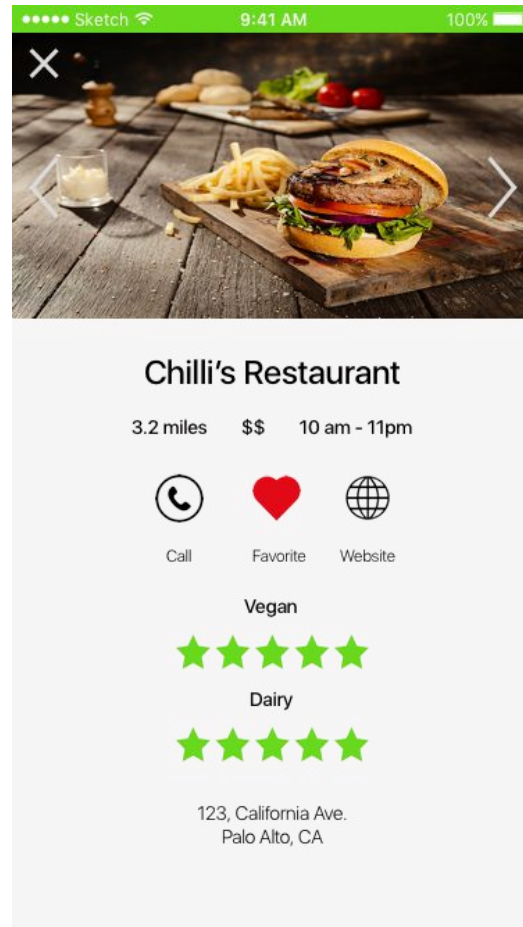 Sketch 9:41 AM 100%
Chilli's Restaurant
3.2 miles $$ 10 am - 11pm
Call Favorite Website
Vegan
Dairy
123, California Ave.
Palo Alto, CA